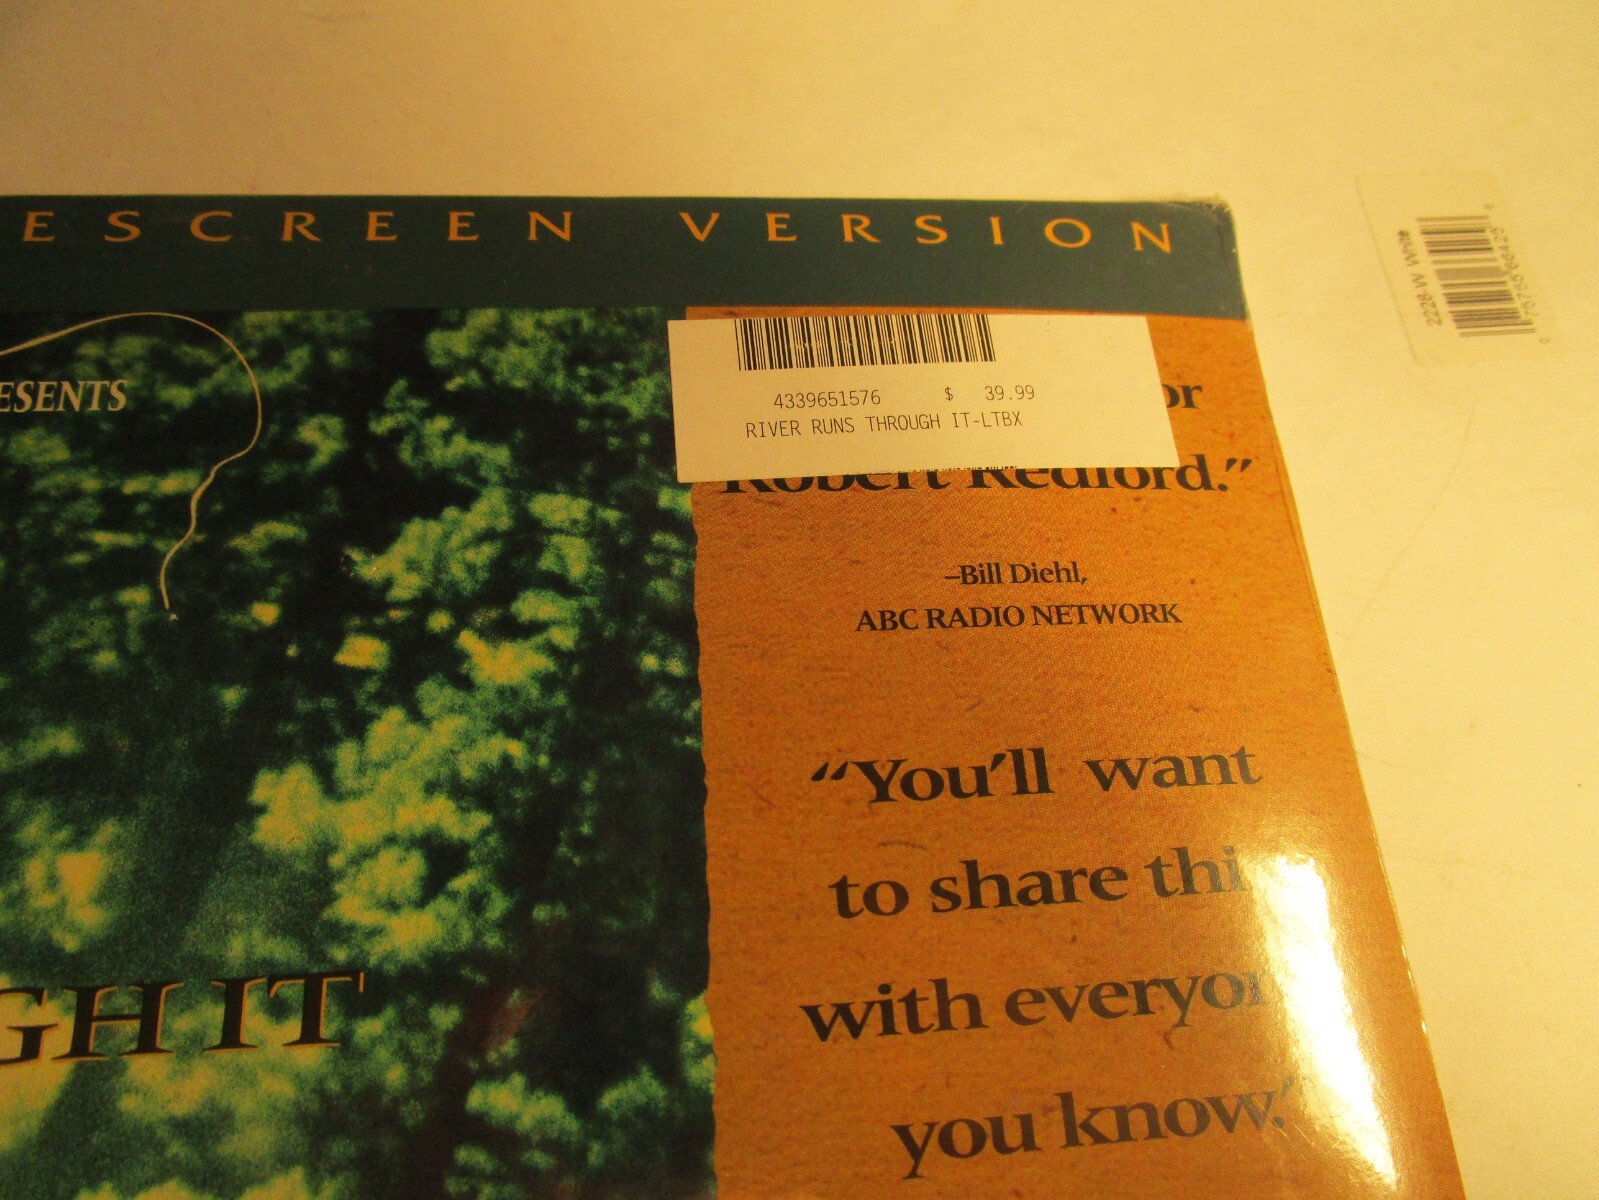 ESCREEN VERSION
ESENTS
4339651576 $ 39.99
RIVER RUNS THROUGH IT-LTBX
or
Robert Redford."
–Bill Diehl,
ABC RADIO NETWORK
"You'll want
to share thi
with everyon
you know."
GH IT
2226-W White